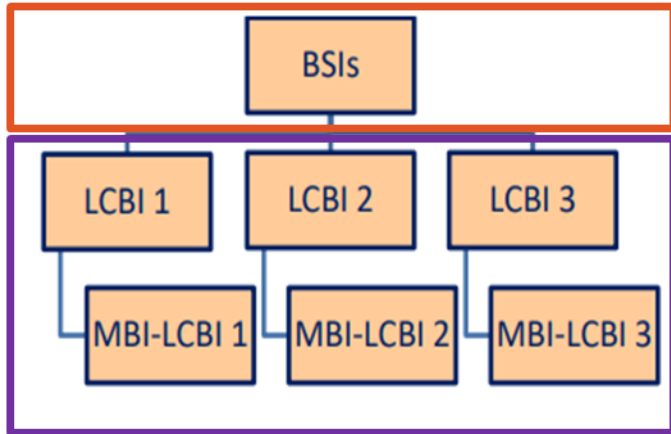 BSIs
LCBI 1
LCBI 2
LCBI 3
MBI-LCBI 1
MBI-LCBI 2
MBI-LCBI 3